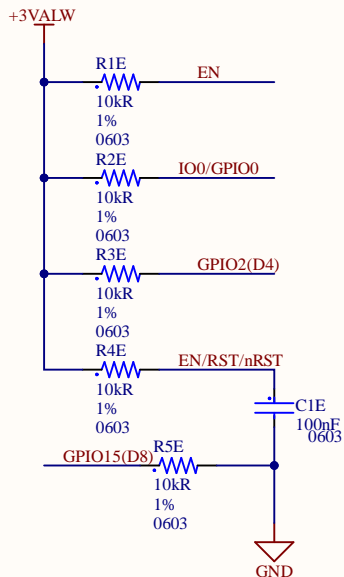 +3VALW
R1E
EN
10kR
1%
0603
R2E
IO0/GPIO0
10kR
1%
0603
R3E
GPIO2(D4)
10kR
1%
0603
R4E
EN/RST/nRST
10kR
1%
0603
C1E
100nF
0603
R5E
GPIO15(D8)
10kR
1%
0603
GND